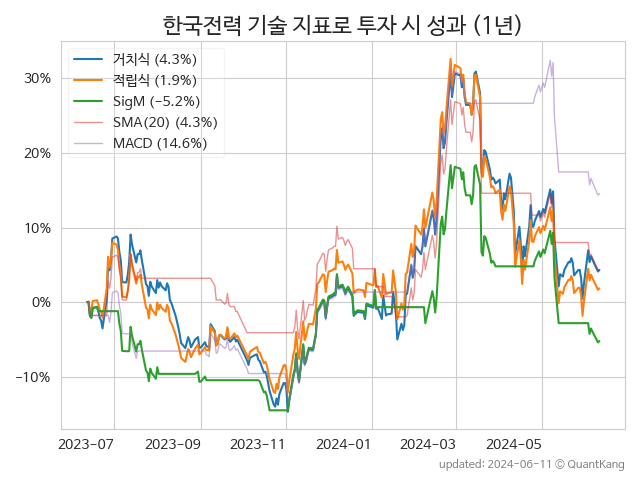 한국전력 기술 지표로 투자 시 성과 (1년)
거치식 (4.3%)
적립식 (1.9%)
SigM (−5.2%)
SMA(20) (4.3%)
MACD (14.6%)
30%
20%
10%
0%
−10%
2023-07
2023-09
2023-11
2024-01
2024-03
2024-05
updated: 2024-06-11 © QuantKang